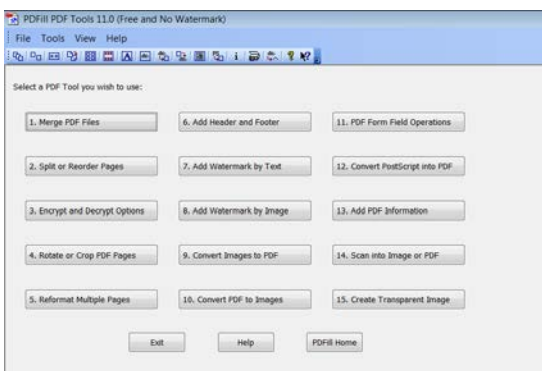 PDFill PDF Tools 11.0 (Free and No Watermark)
File Tools View Help
Select a PDF Tool you wish to use:
1. Merge PDF Files
6. Add Header and Footer
11. PDF Form Field Operations
2. Split or Reorder Pages
7. Add Watermark by Text
12. Convert PostScript into PDF
3. Encrypt and Decrypt Options
8. Add Watermark by Image
13. Add PDF Information
4. Rotate or Crop PDF Pages
9. Convert Images to PDF
14. Scan into Image or PDF
5. Reformat Multiple Pages
10. Convert PDF to Images
15. Create Transparent Image
Exit
Help
PDFill Home